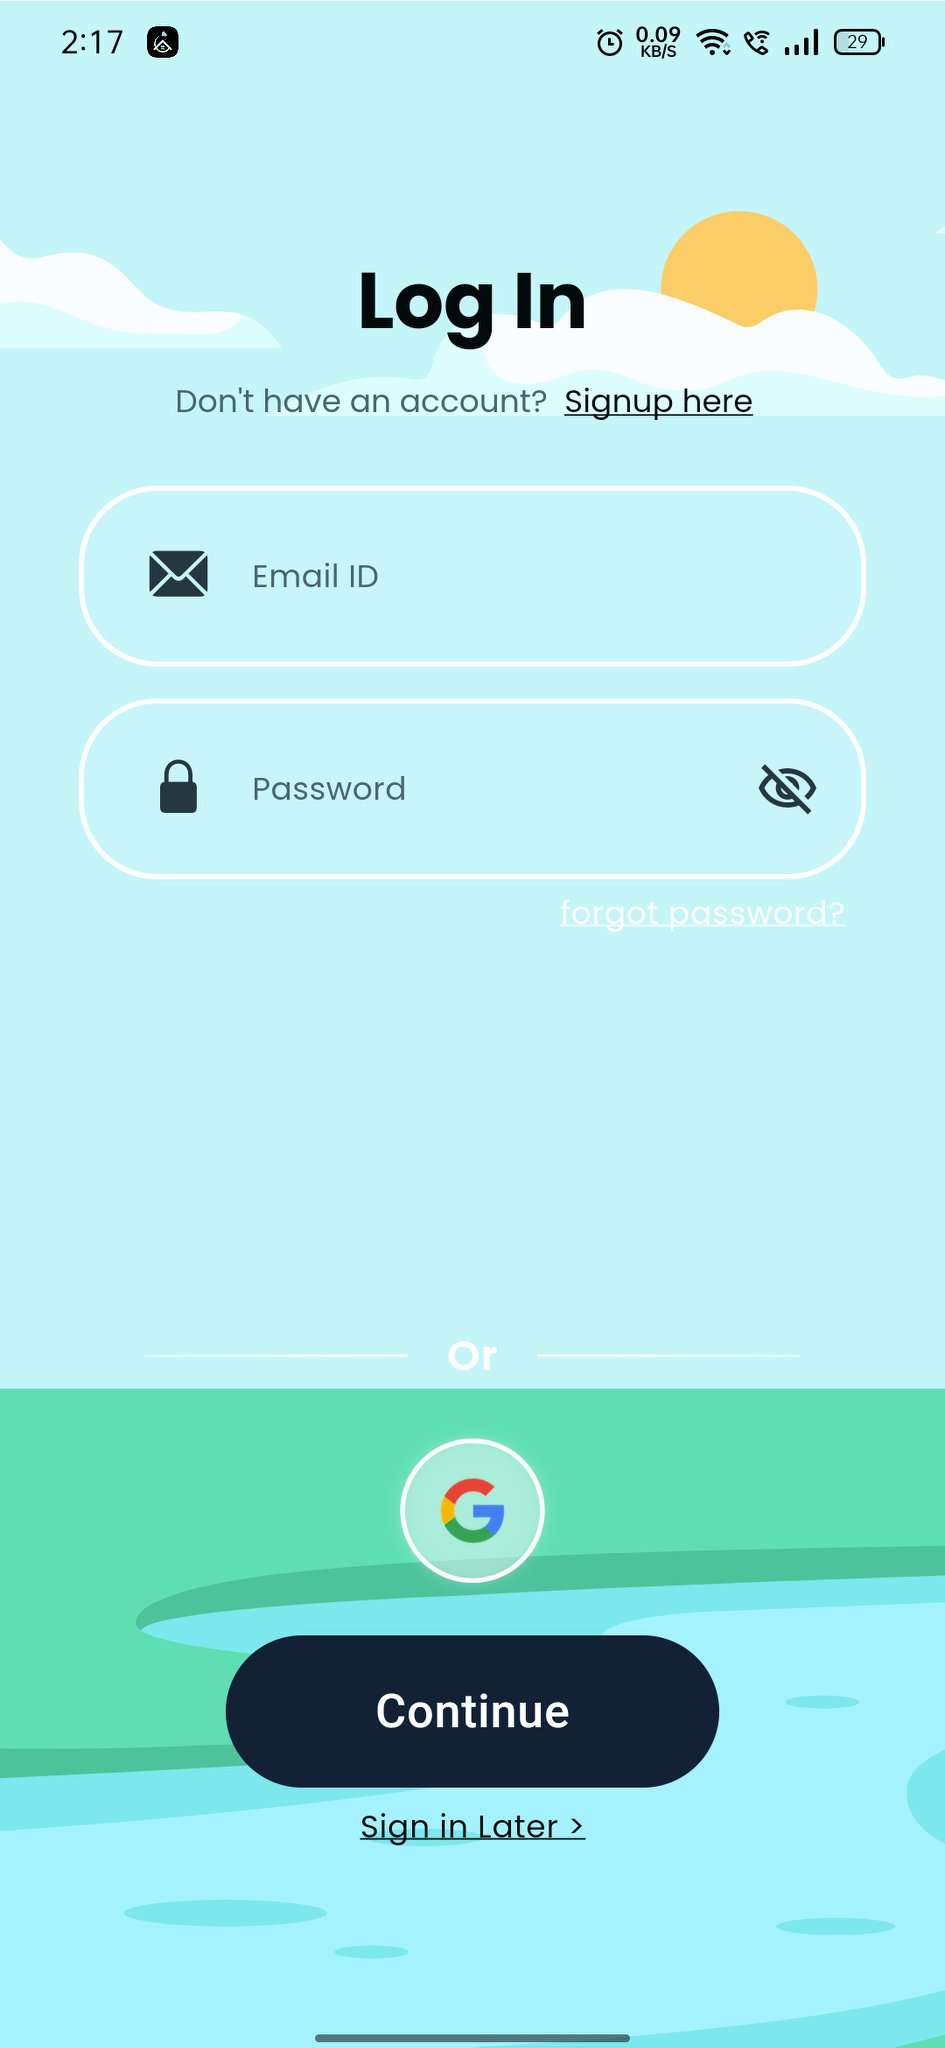 2:17 0.09 29
KB/S
Log In
Don't have an account? Signup here
Email ID
Password
forgot password?
Or
Continue
Sign in Later >